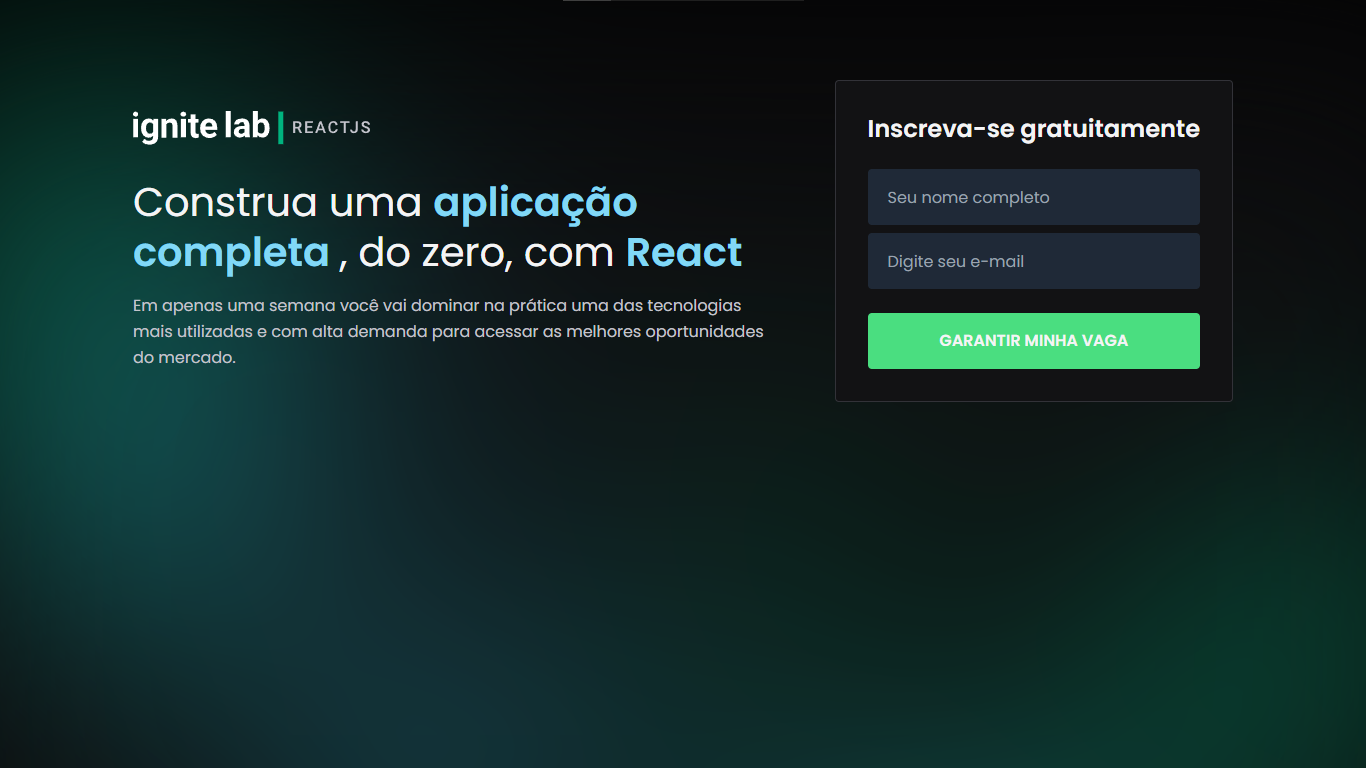 ignite lab | REACTJS
Construa uma aplicação
completa , do zero, com React
Em apenas uma semana você vai dominar na prática uma das tecnologias
mais utilizadas e com alta demanda para acessar as melhores oportunidades
do mercado.
Inscreva-se gratuitamente
Seu nome completo
Digite seu e-mail
GARANTIR MINHA VAGA